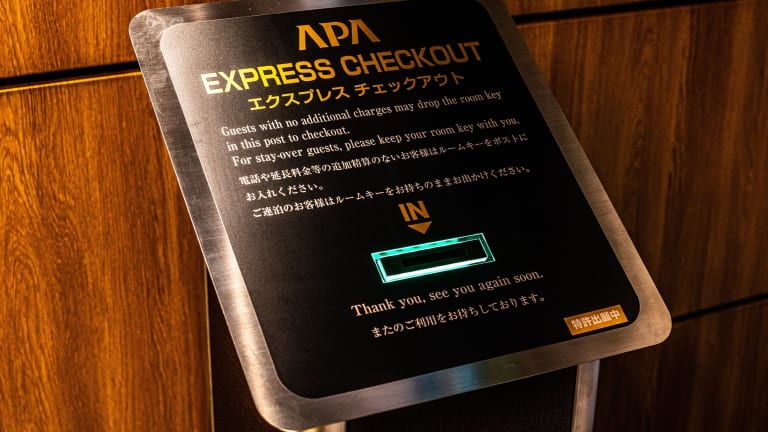 APA
EXPRESS CHECKOUT
エクスプレス チェックアウト
Guests with no additional charges may drop the room key
in this post to checkout.
For stay-over guests, please keep your room key with you.
電話や延長料金等の追加精算のないお客様はルームキーをポストに
お入れください。
ご連泊のお客様はルームキーをお持ちのままお出かけください。
IN
Thank you, see you again soon.
またのご利用をお待ちしております。
特許出願中